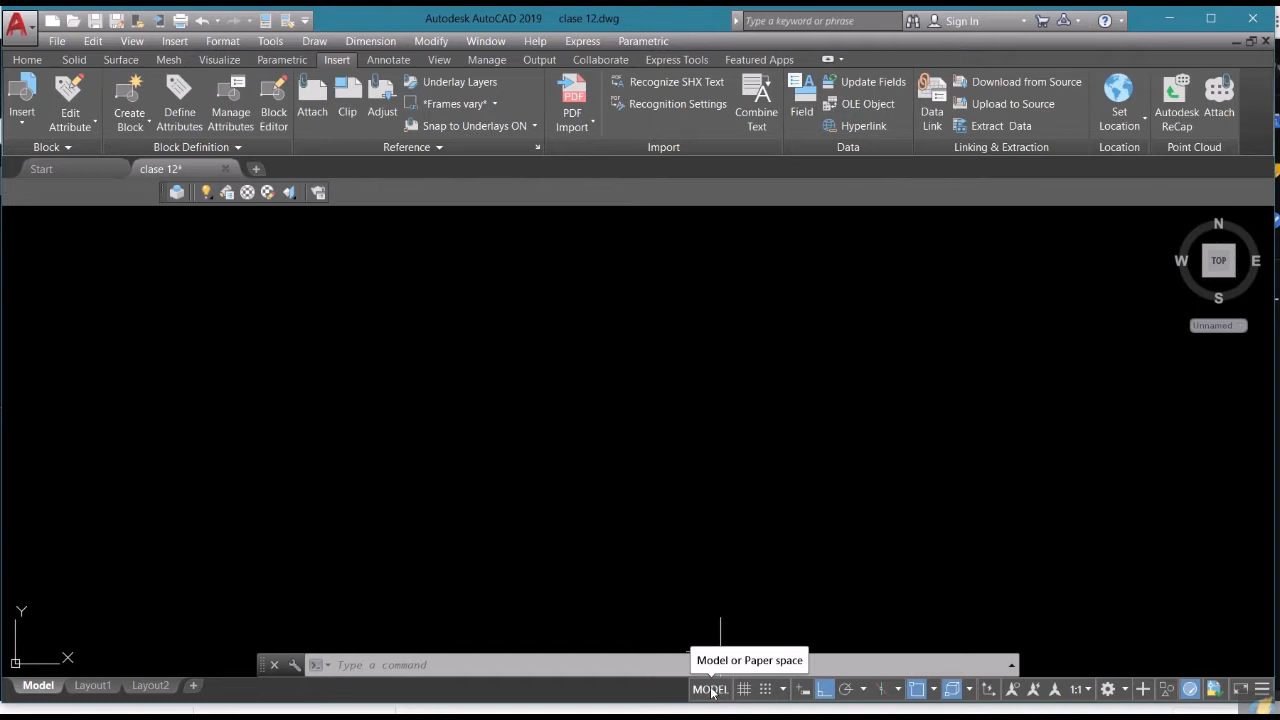 Autodesk AutoCAD 2019 clase 12.dwg
Type a keyword or phrase
Sign In
File Edit View Insert Format Tools Draw Dimension Modify Window Help Express Parametric
Home Solid Surface Mesh Visualize Parametric Insert Annotate View Manage Output Collaborate Express Tools Featured Apps
Insert
Edit
Attribute
Create
Block
Define
Attributes
Manage
Attributes
Block
Editor
Attach
Clip
Adjust
Underlay Layers
*Frames vary*
Snap to Underlays ON
PDF
Import
Recognize SHX Text
Recognition Settings
Combine
Text
Field
Update Fields
OLE Object
Hyperlink
Data
Link
Download from Source
Upload to Source
Extract Data
Set
Location
Autodesk
ReCap
Attach
Block Block Definition Reference Import Data Linking & Extraction Location Point Cloud
Start clase 12*
N
W TOP E
S
Unnamed
Y
X
Type a command
Model or Paper space
Model Layout1 Layout2
MODEL
1:1